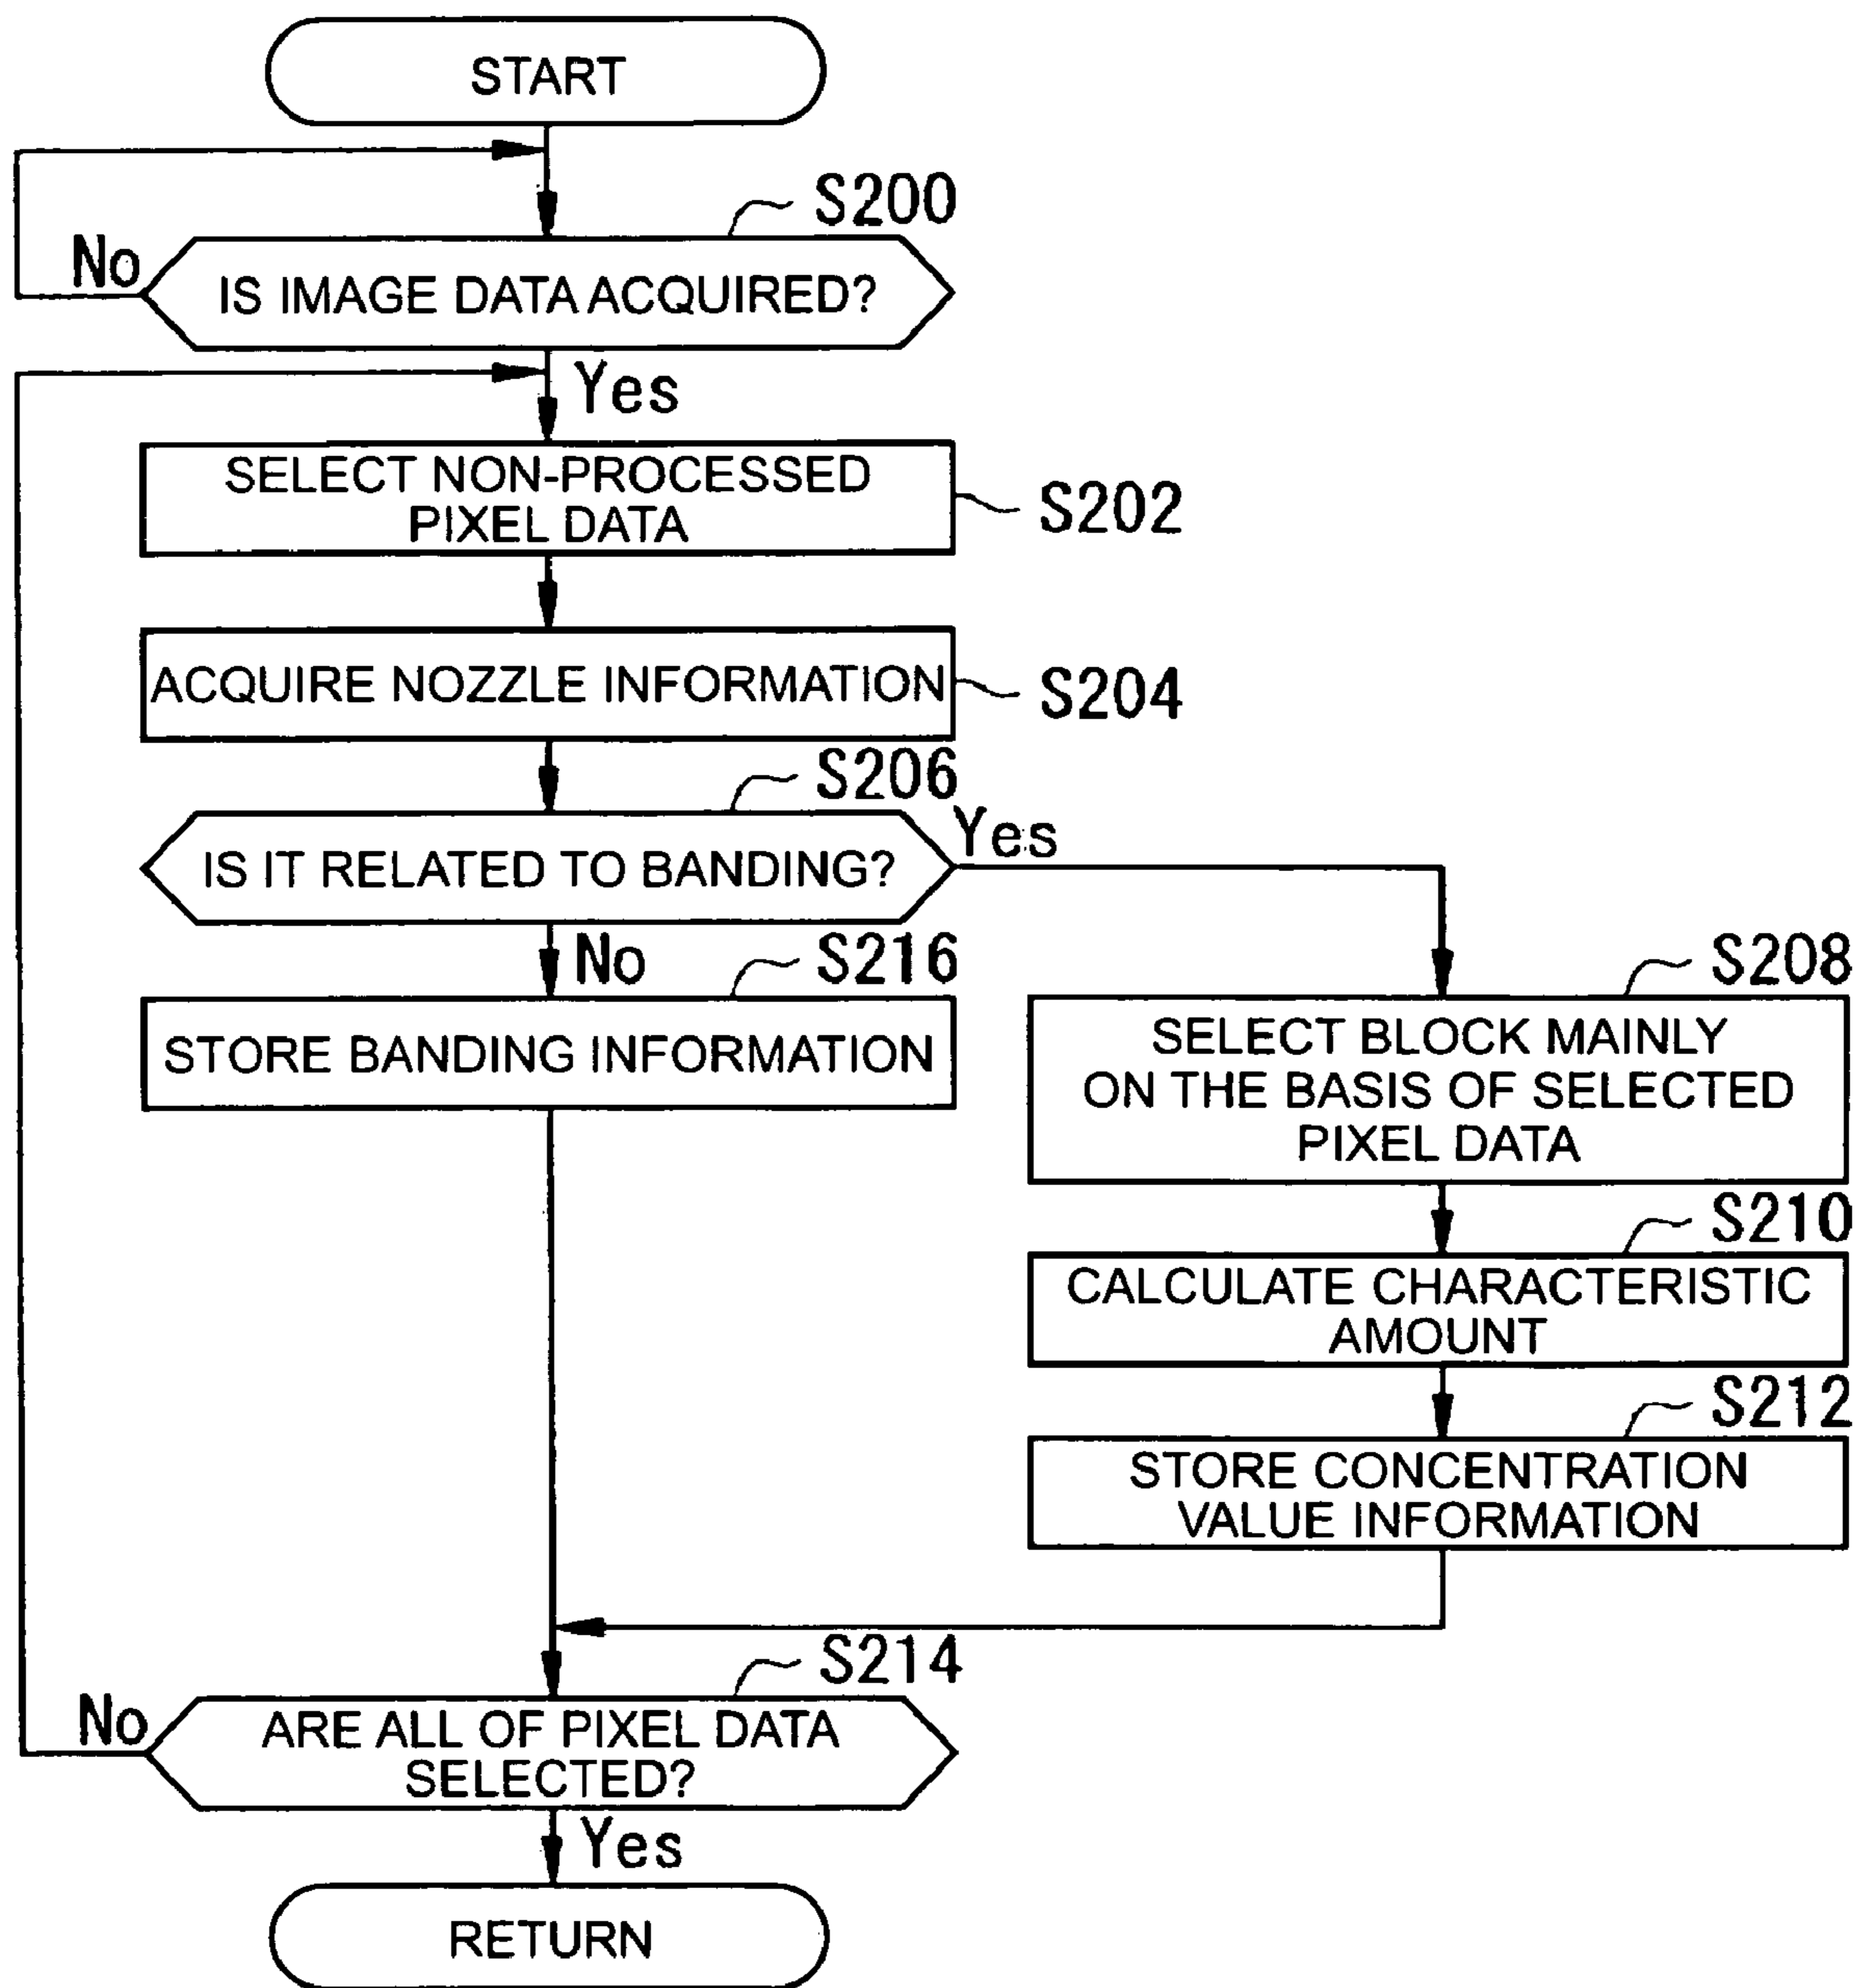 START
S200
No
IS IMAGE DATA ACQUIRED?
Yes
SELECT NON-PROCESSED
PIXEL DATA
S202
ACQUIRE NOZZLE INFORMATION
S204
S206
IS IT RELATED TO BANDING?
Yes
No
S216
STORE BANDING INFORMATION
S208
SELECT BLOCK MAINLY
ON THE BASIS OF SELECTED
PIXEL DATA
S210
CALCULATE CHARACTERISTIC
AMOUNT
S212
STORE CONCENTRATION
VALUE INFORMATION
S214
No
ARE ALL OF PIXEL DATA
SELECTED?
Yes
RETURN